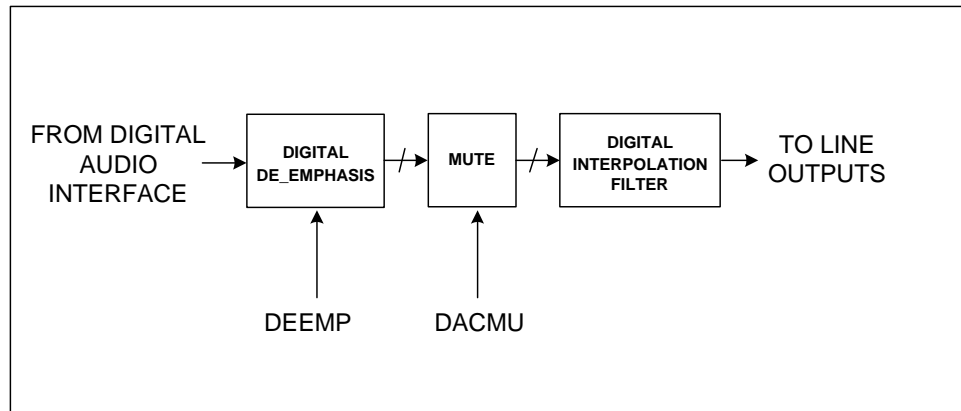 FROM DIGITAL
AUDIO
INTERFACE
DIGITAL
DE_EMPHASIS
MUTE
DIGITAL
INTERPOLATION
FILTER
TO LINE
OUTPUTS
DEEMP
DACMU